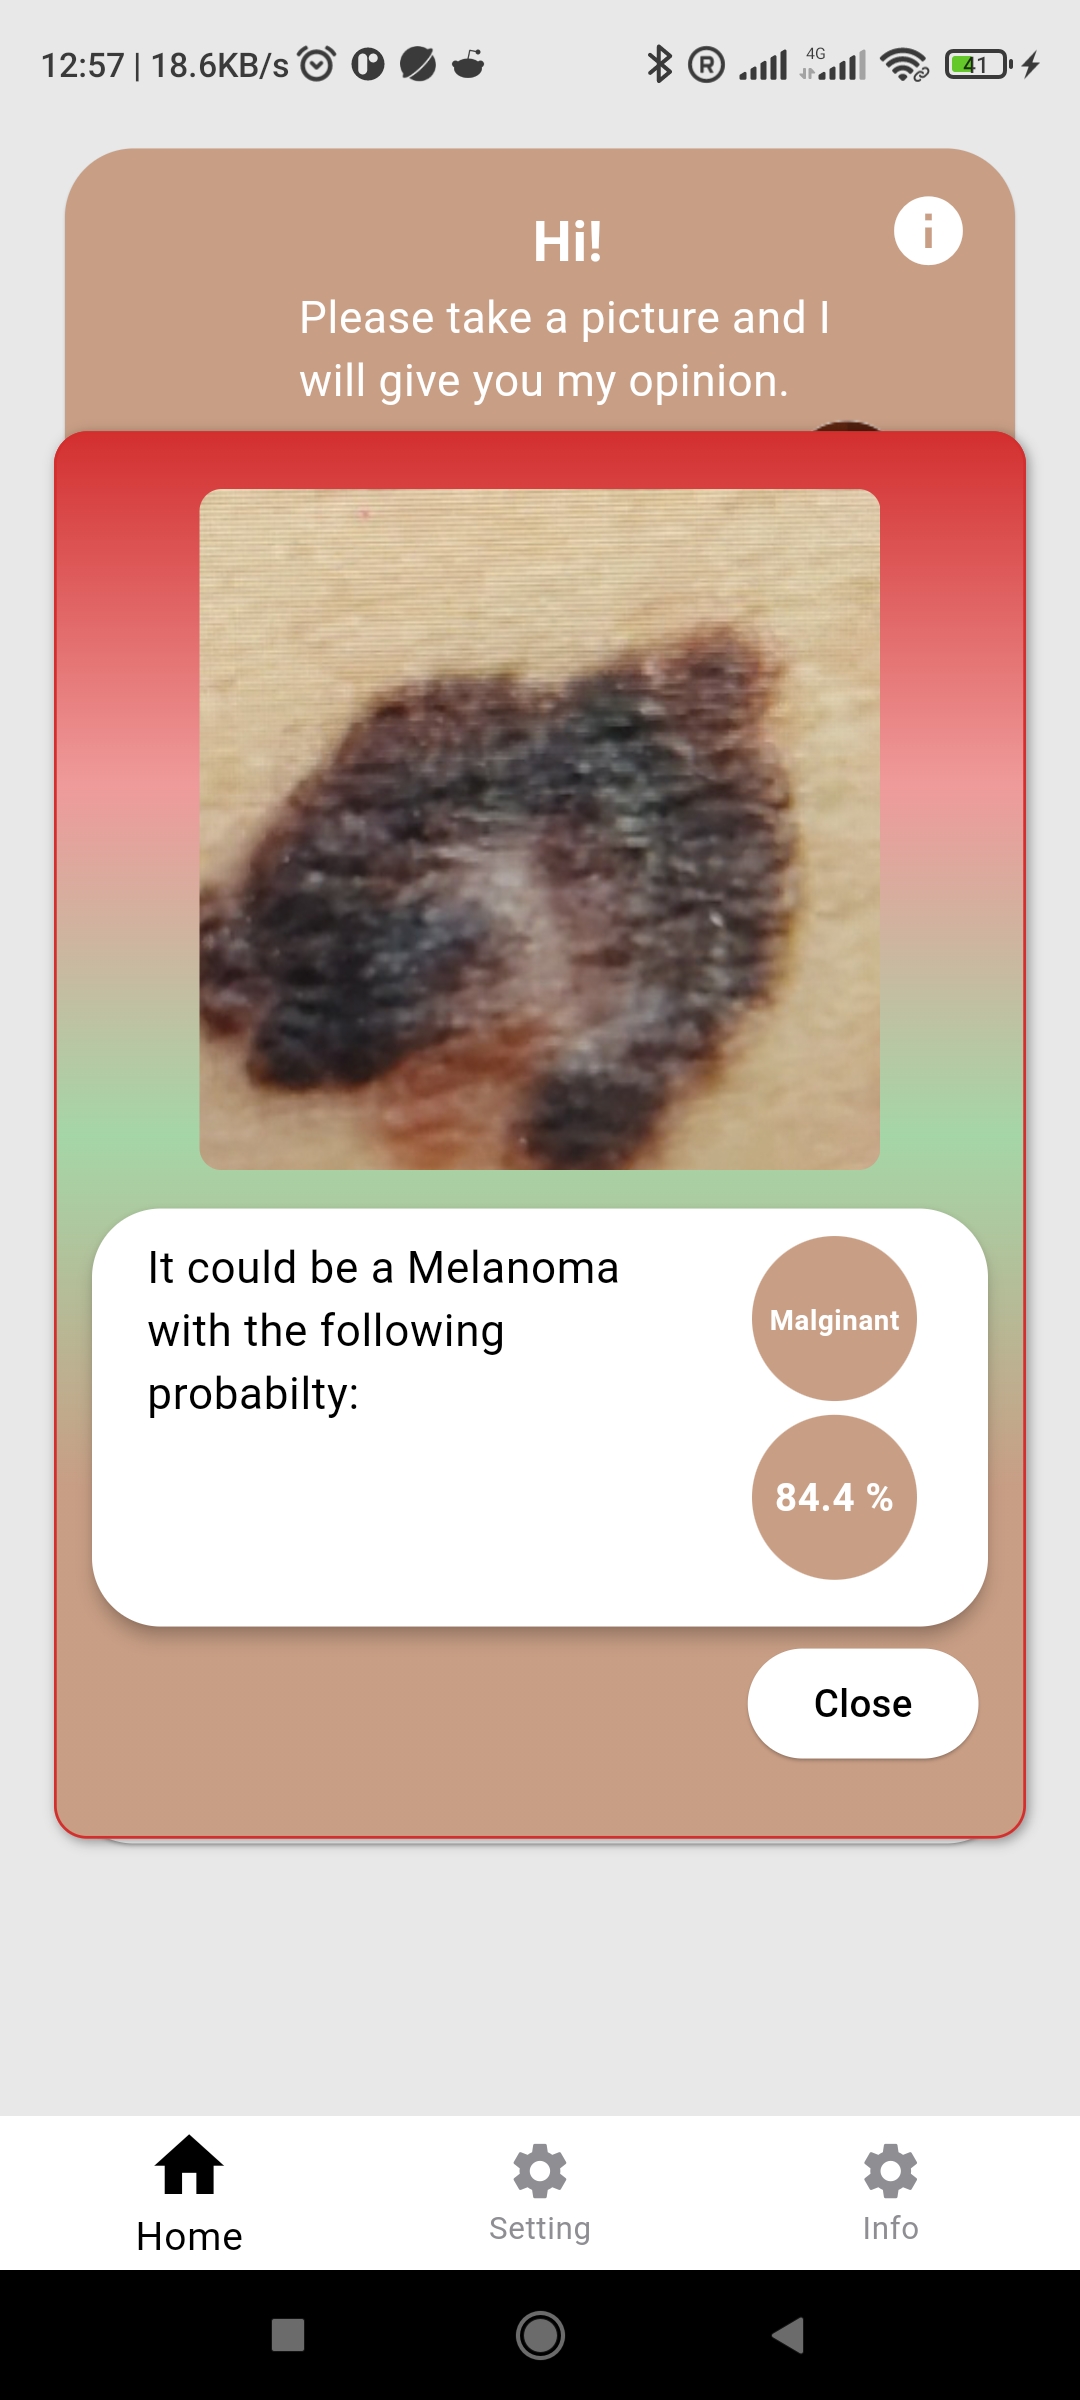 12:57 | 18.6KB/s
R
4G
41
Hi!
Please take a picture and I
will give you my opinion.
It could be a Melanoma
with the following
probabilty:
Malginant
84.4 %
Close
Home
Setting
Info